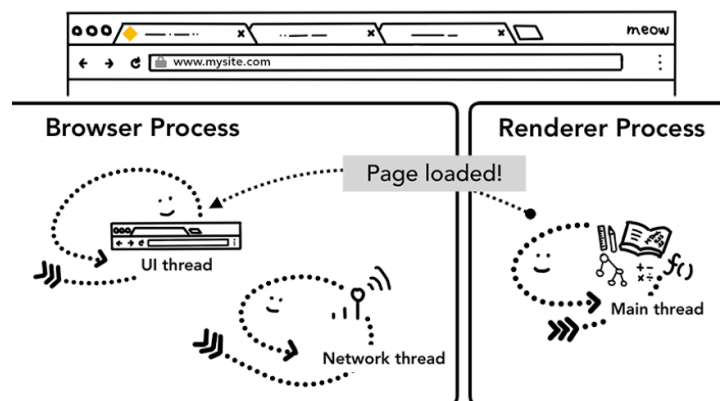 meow
www.mysite.com
Browser Process
Renderer Process
Page loaded!
UI thread
f()
Main thread
Network thread